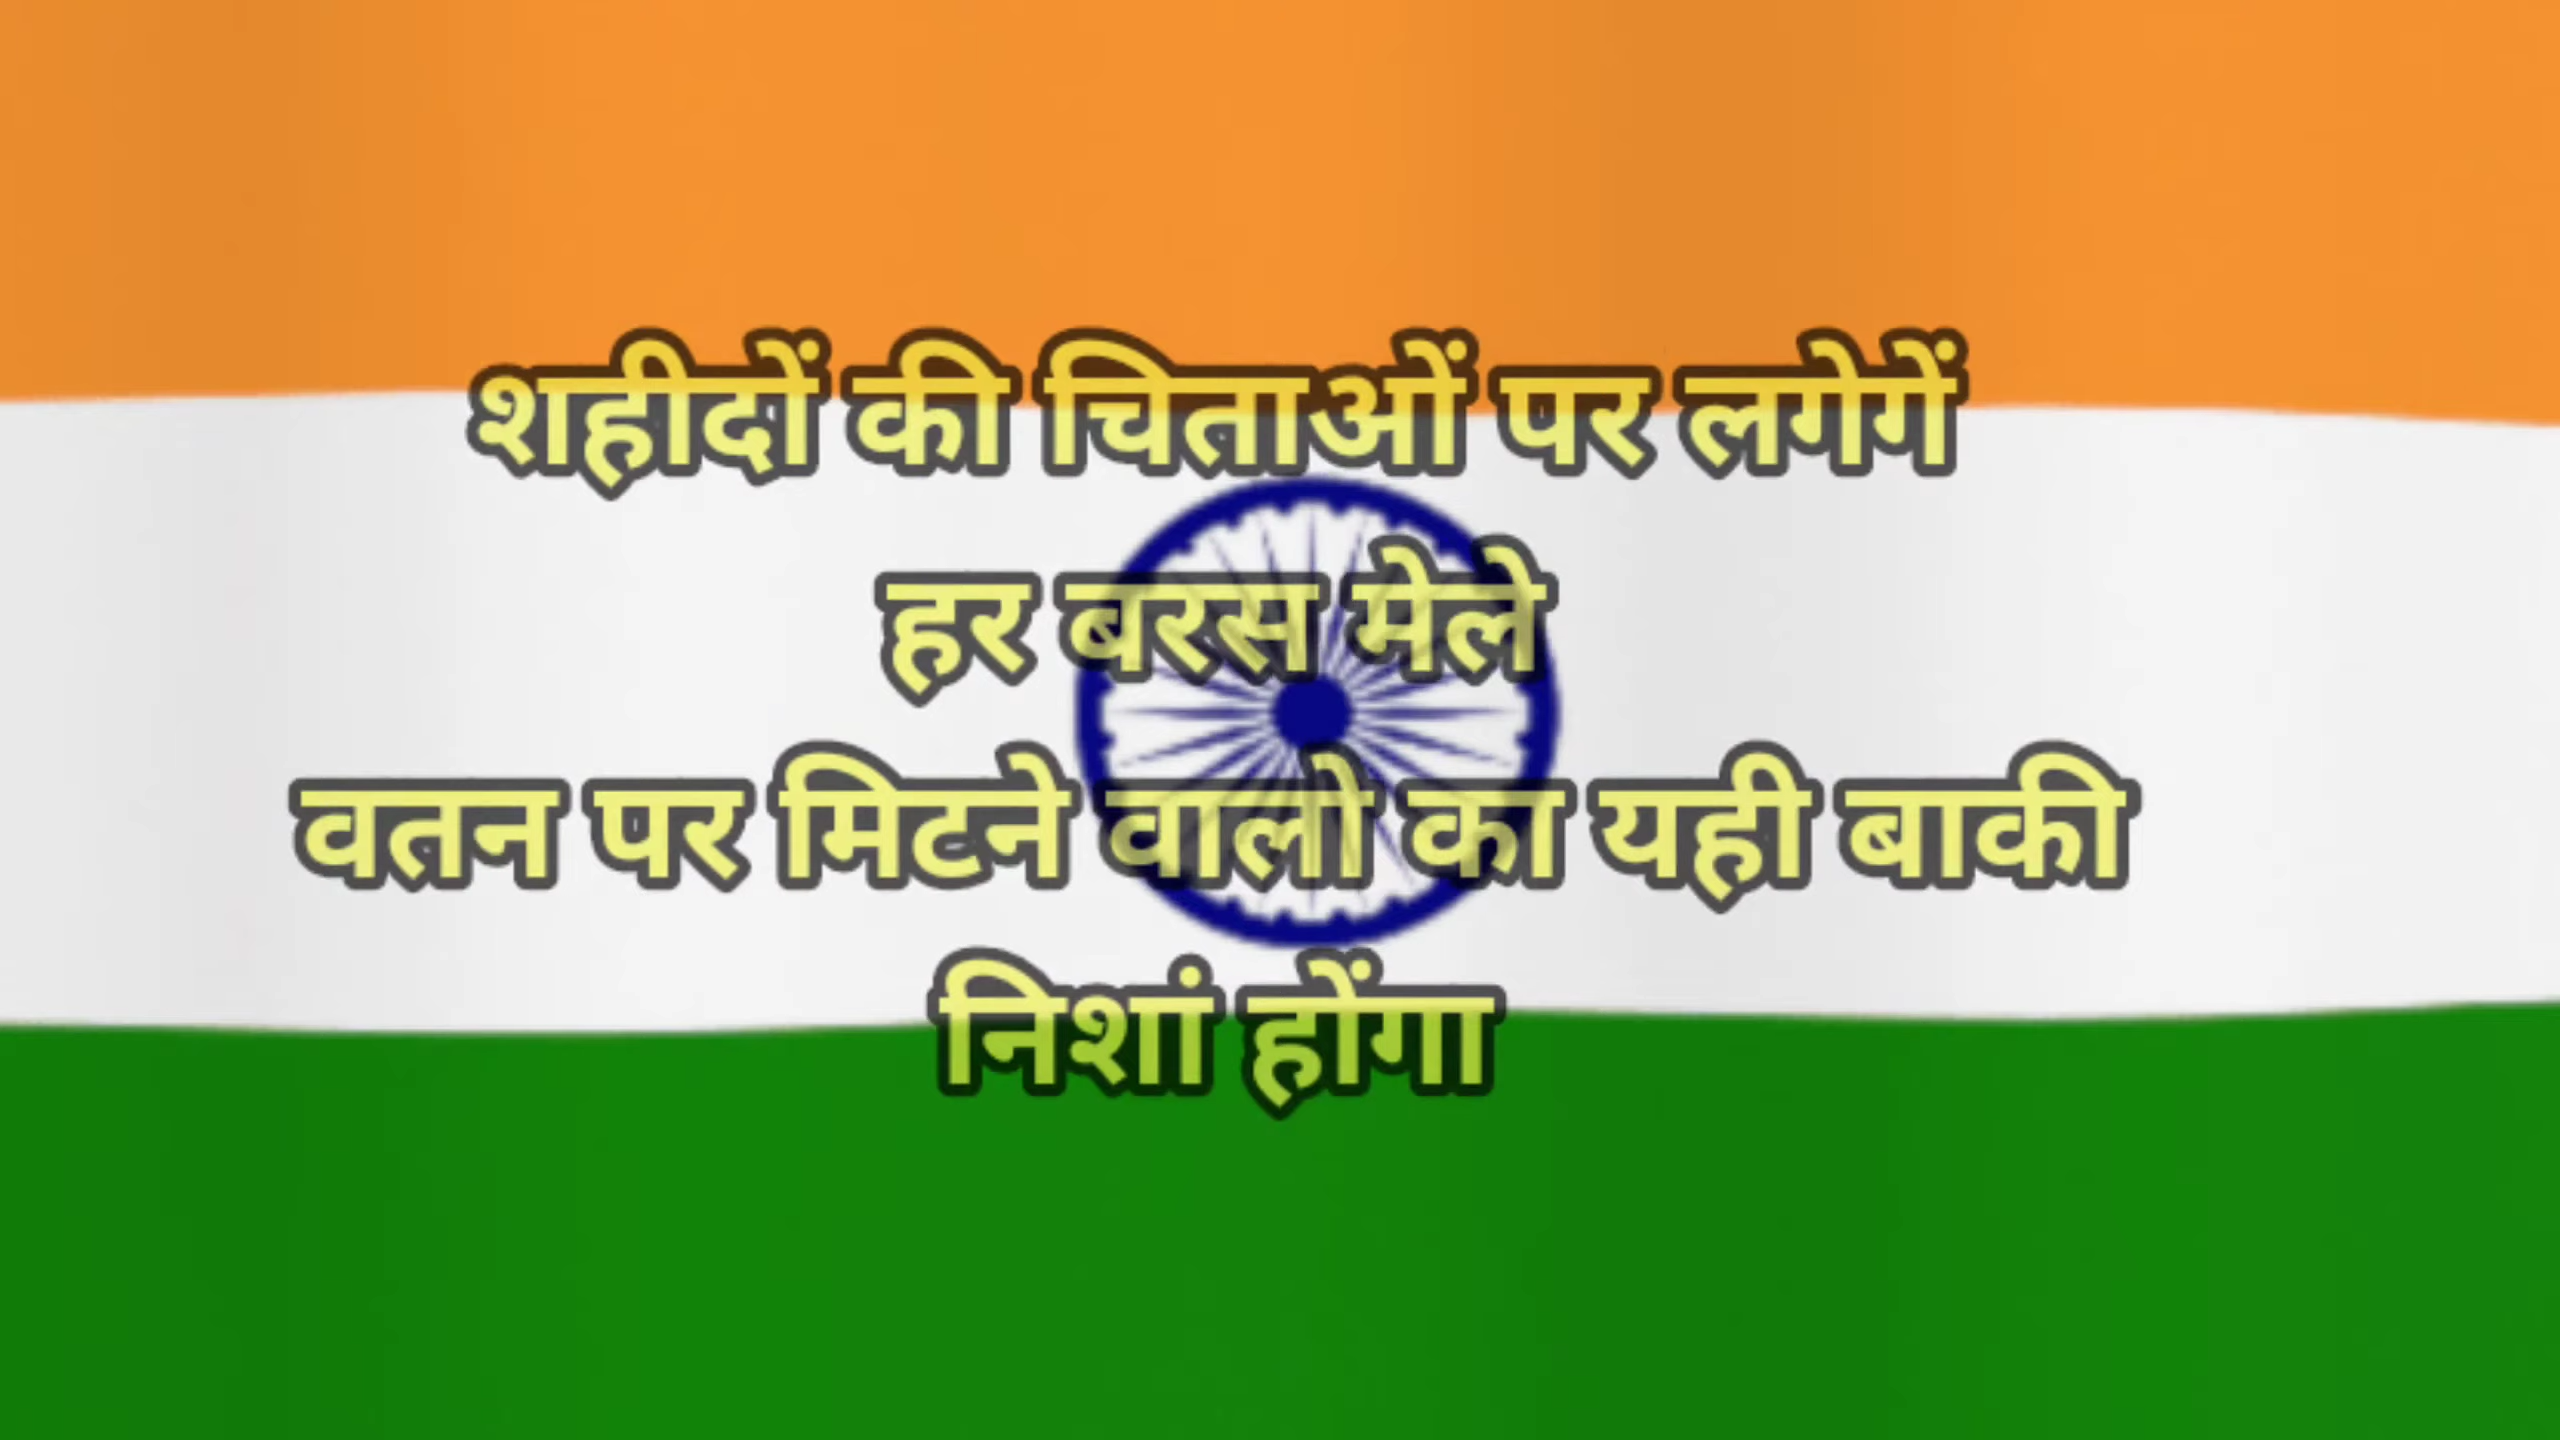 शहीदों की चिताओं पर लगेगें
हर बरस मेले
वतन पर मिटने वालो का यही बाकी
निशां होंगा